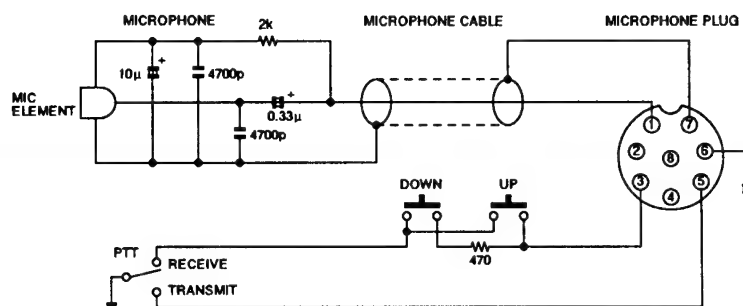 MICROPHONE
MICROPHONE CABLE
MICROPHONE PLUG
2k
10μ
+
4700p
+
0.33μ
4700p
MIC
ELEMENT
1
7
2
8
6
3
5
4
DOWN
UP
470
PTT
RECEIVE
TRANSMIT